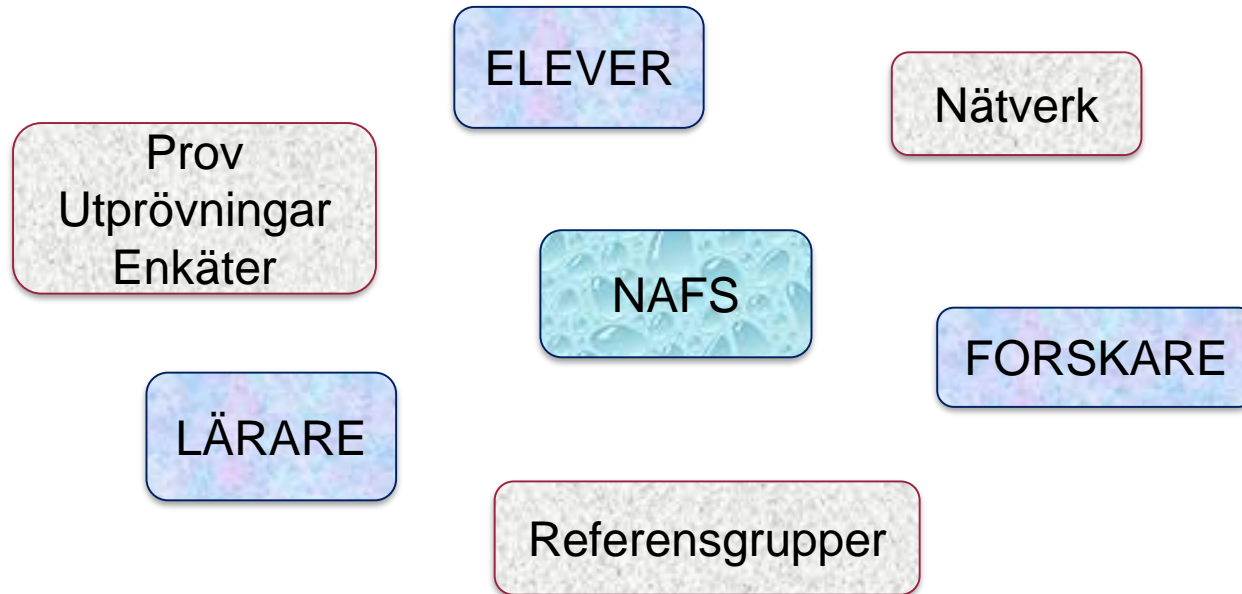 ELEVER
Nätverk
Prov
Utprövningar
Enkäter
NAFS
FORSKARE
LÄRARE
Referensgrupper